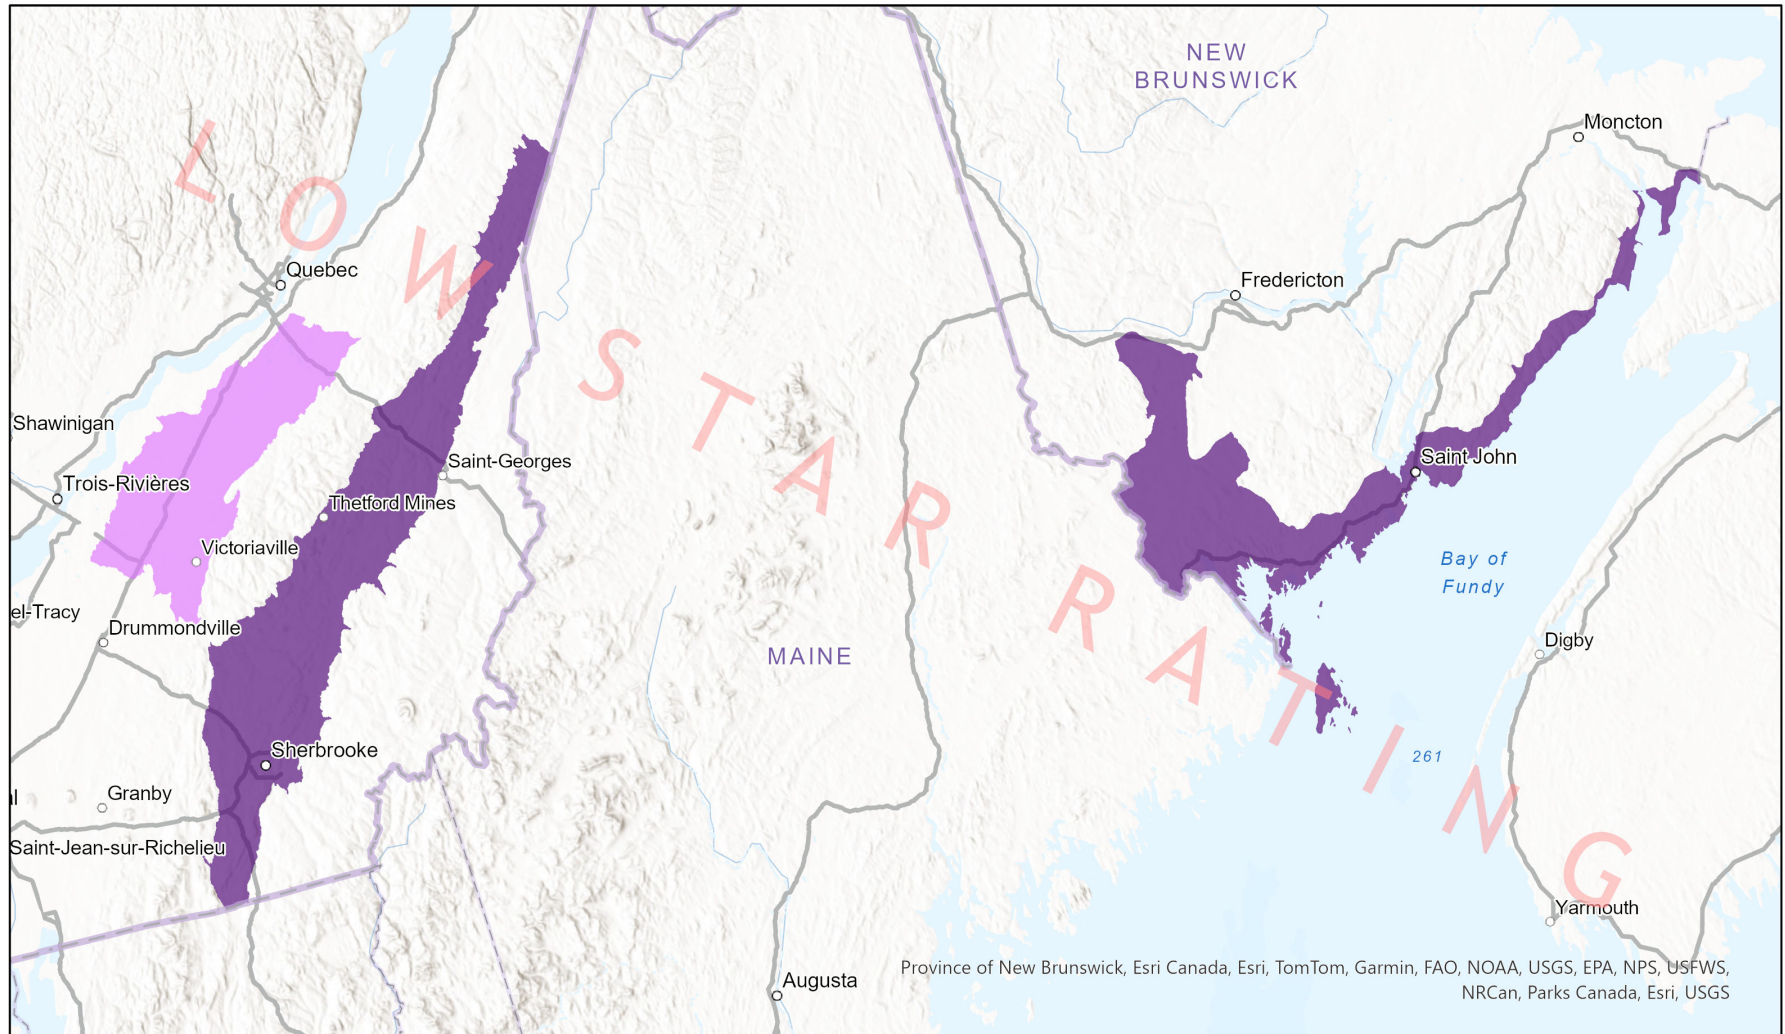 NEW
BRUNSWICK
Moncton
LOW STAR RATING
Quebec
Fredericton
Shawinigan
Saint-Georges
Saint John
Trois-Rivières
Thetford Mines
Victoriaville
Bay of
Fundy
el-Tracy
Drummondville
Digby
MAINE
Sherbrooke
261
Granby
al
Saint-Jean-sur-Richelieu
Yarmouth
Augusta
Province of New Brunswick, Esri Canada, Esri, TomTom, Garmin, FAO, NOAA, USGS, EPA, NPS, USFWS,
NRCan, Parks Canada, Esri, USGS